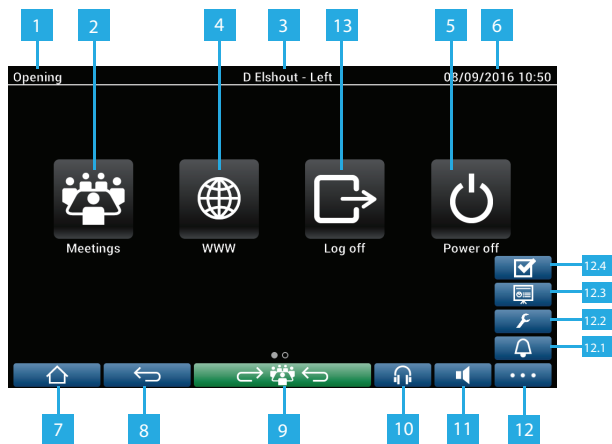 1 2 4 3 13 5 6
Opening D Elshout - Left 08/09/2016 10:50
Meetings WWW Log off Power off
12.4
12.3
12.2
12.1
7 8 9 10 11 12